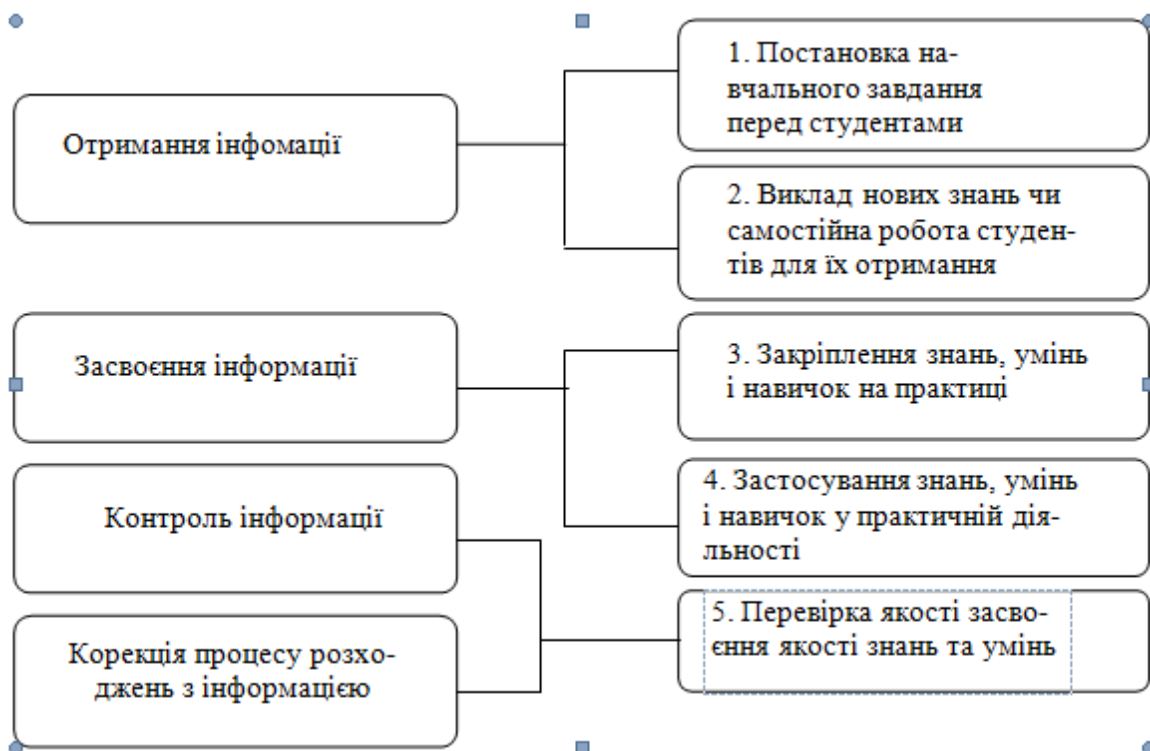 Отримання інфомації
1. Постановка на-
вчального завдання
перед студентами
2. Виклад нових знань чи
самостійна робота студен-
тів для їх отримання
Засвоєння інформації
3. Закріплення знань, умінь
і навичок на практиці
Контроль інформації
4. Застосування знань, умінь
і навичок у практичній дія-
льності
Корекція процесу розхо-
джень з інформацією
5. Перевірка якості засво-
єння якості знань та умінь